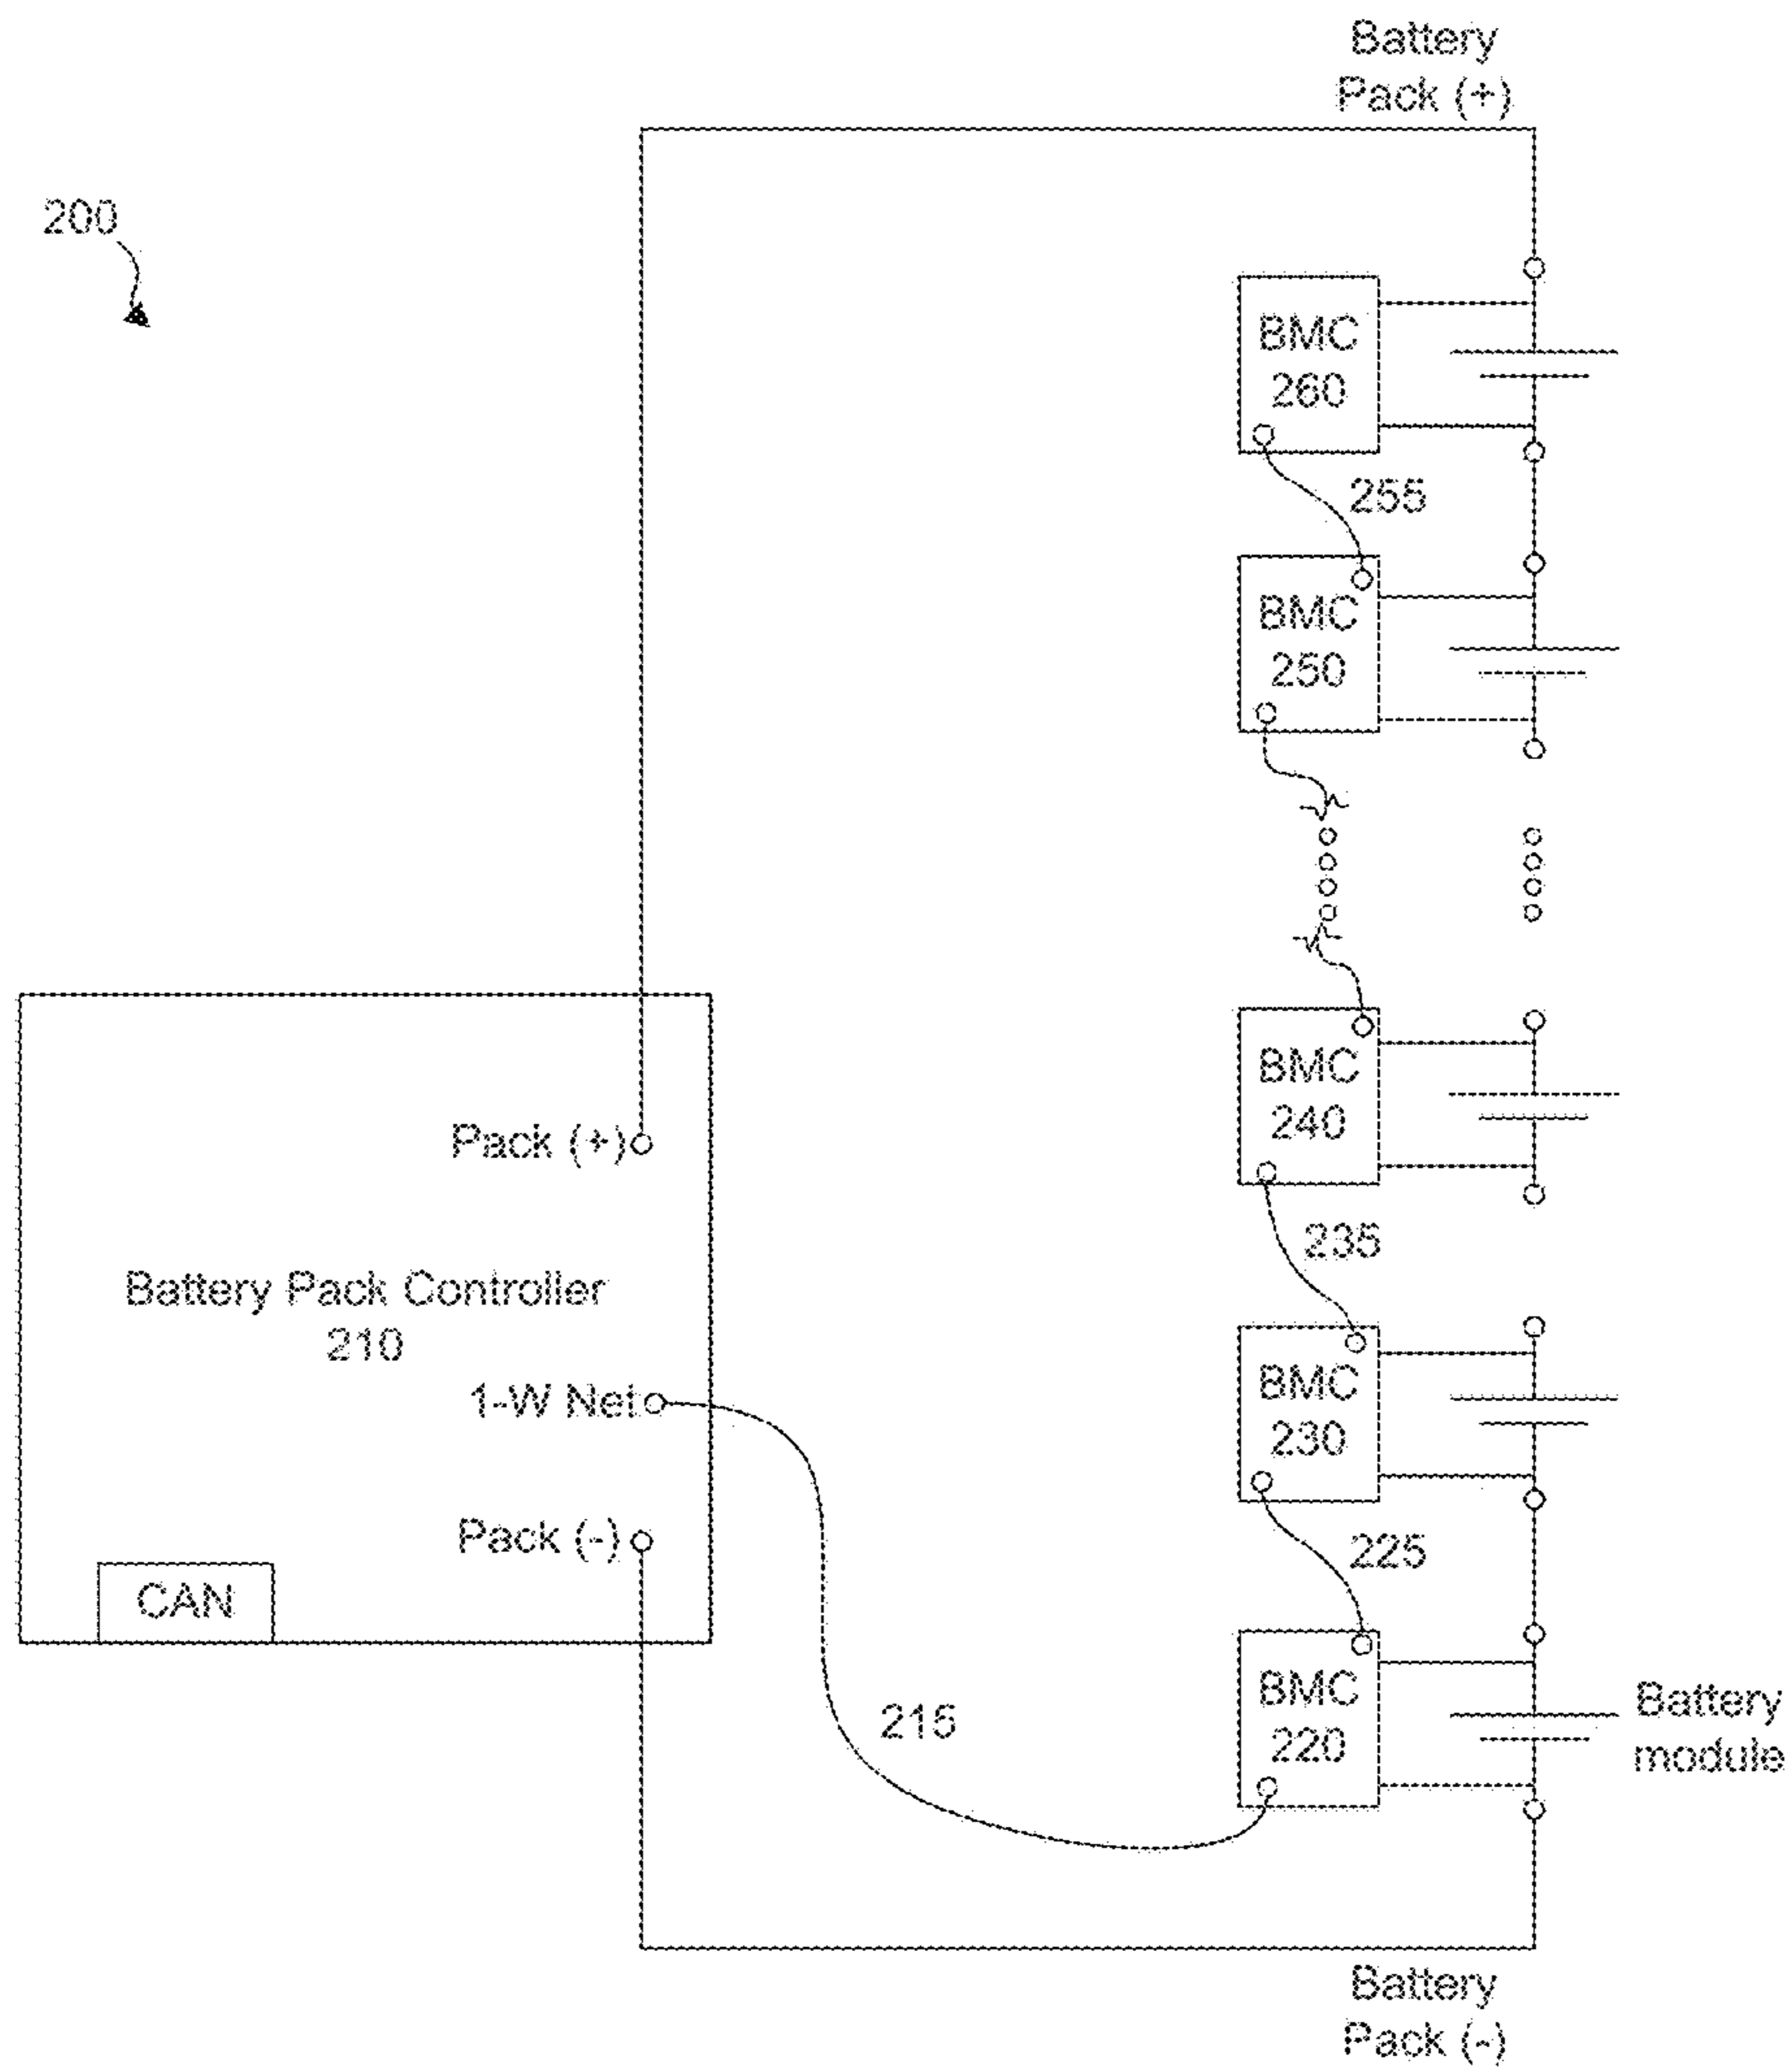 Battery
Pack (+)
200
BMC
260
255
BMC
250
BMC
240
Pack (+)
235
Battery Pack Controller
210
BMC
230
1-W Net
Pack (-)
225
CAN
BMC
220
Battery
module
215
Battery
Pack (-)